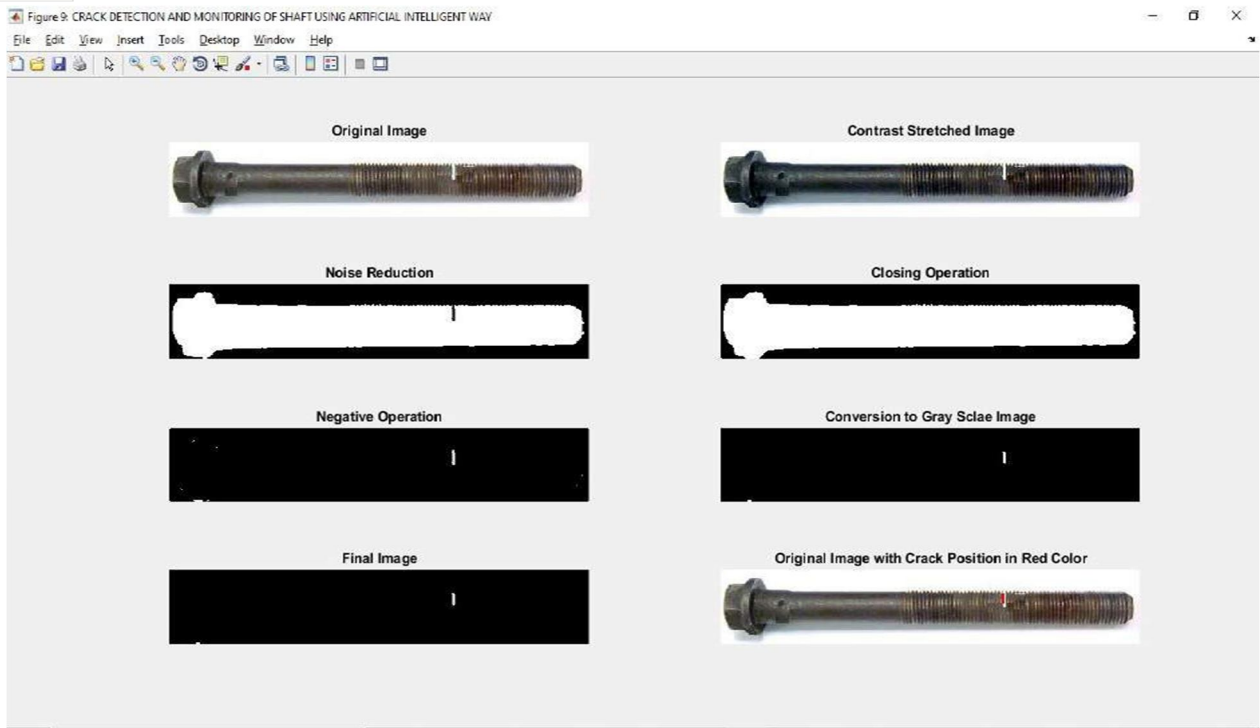 Figure 9: CRACK DETECTION AND MONITORING OF SHAFT USING ARTIFICIAL INTELLIGENT WAY
File Edit View Insert Tools Desktop Window Help
Original Image
Contrast Stretched Image
Noise Reduction
Closing Operation
Negative Operation
Conversion to Gray Sclae Image
Final Image
Original Image with Crack Position in Red Color